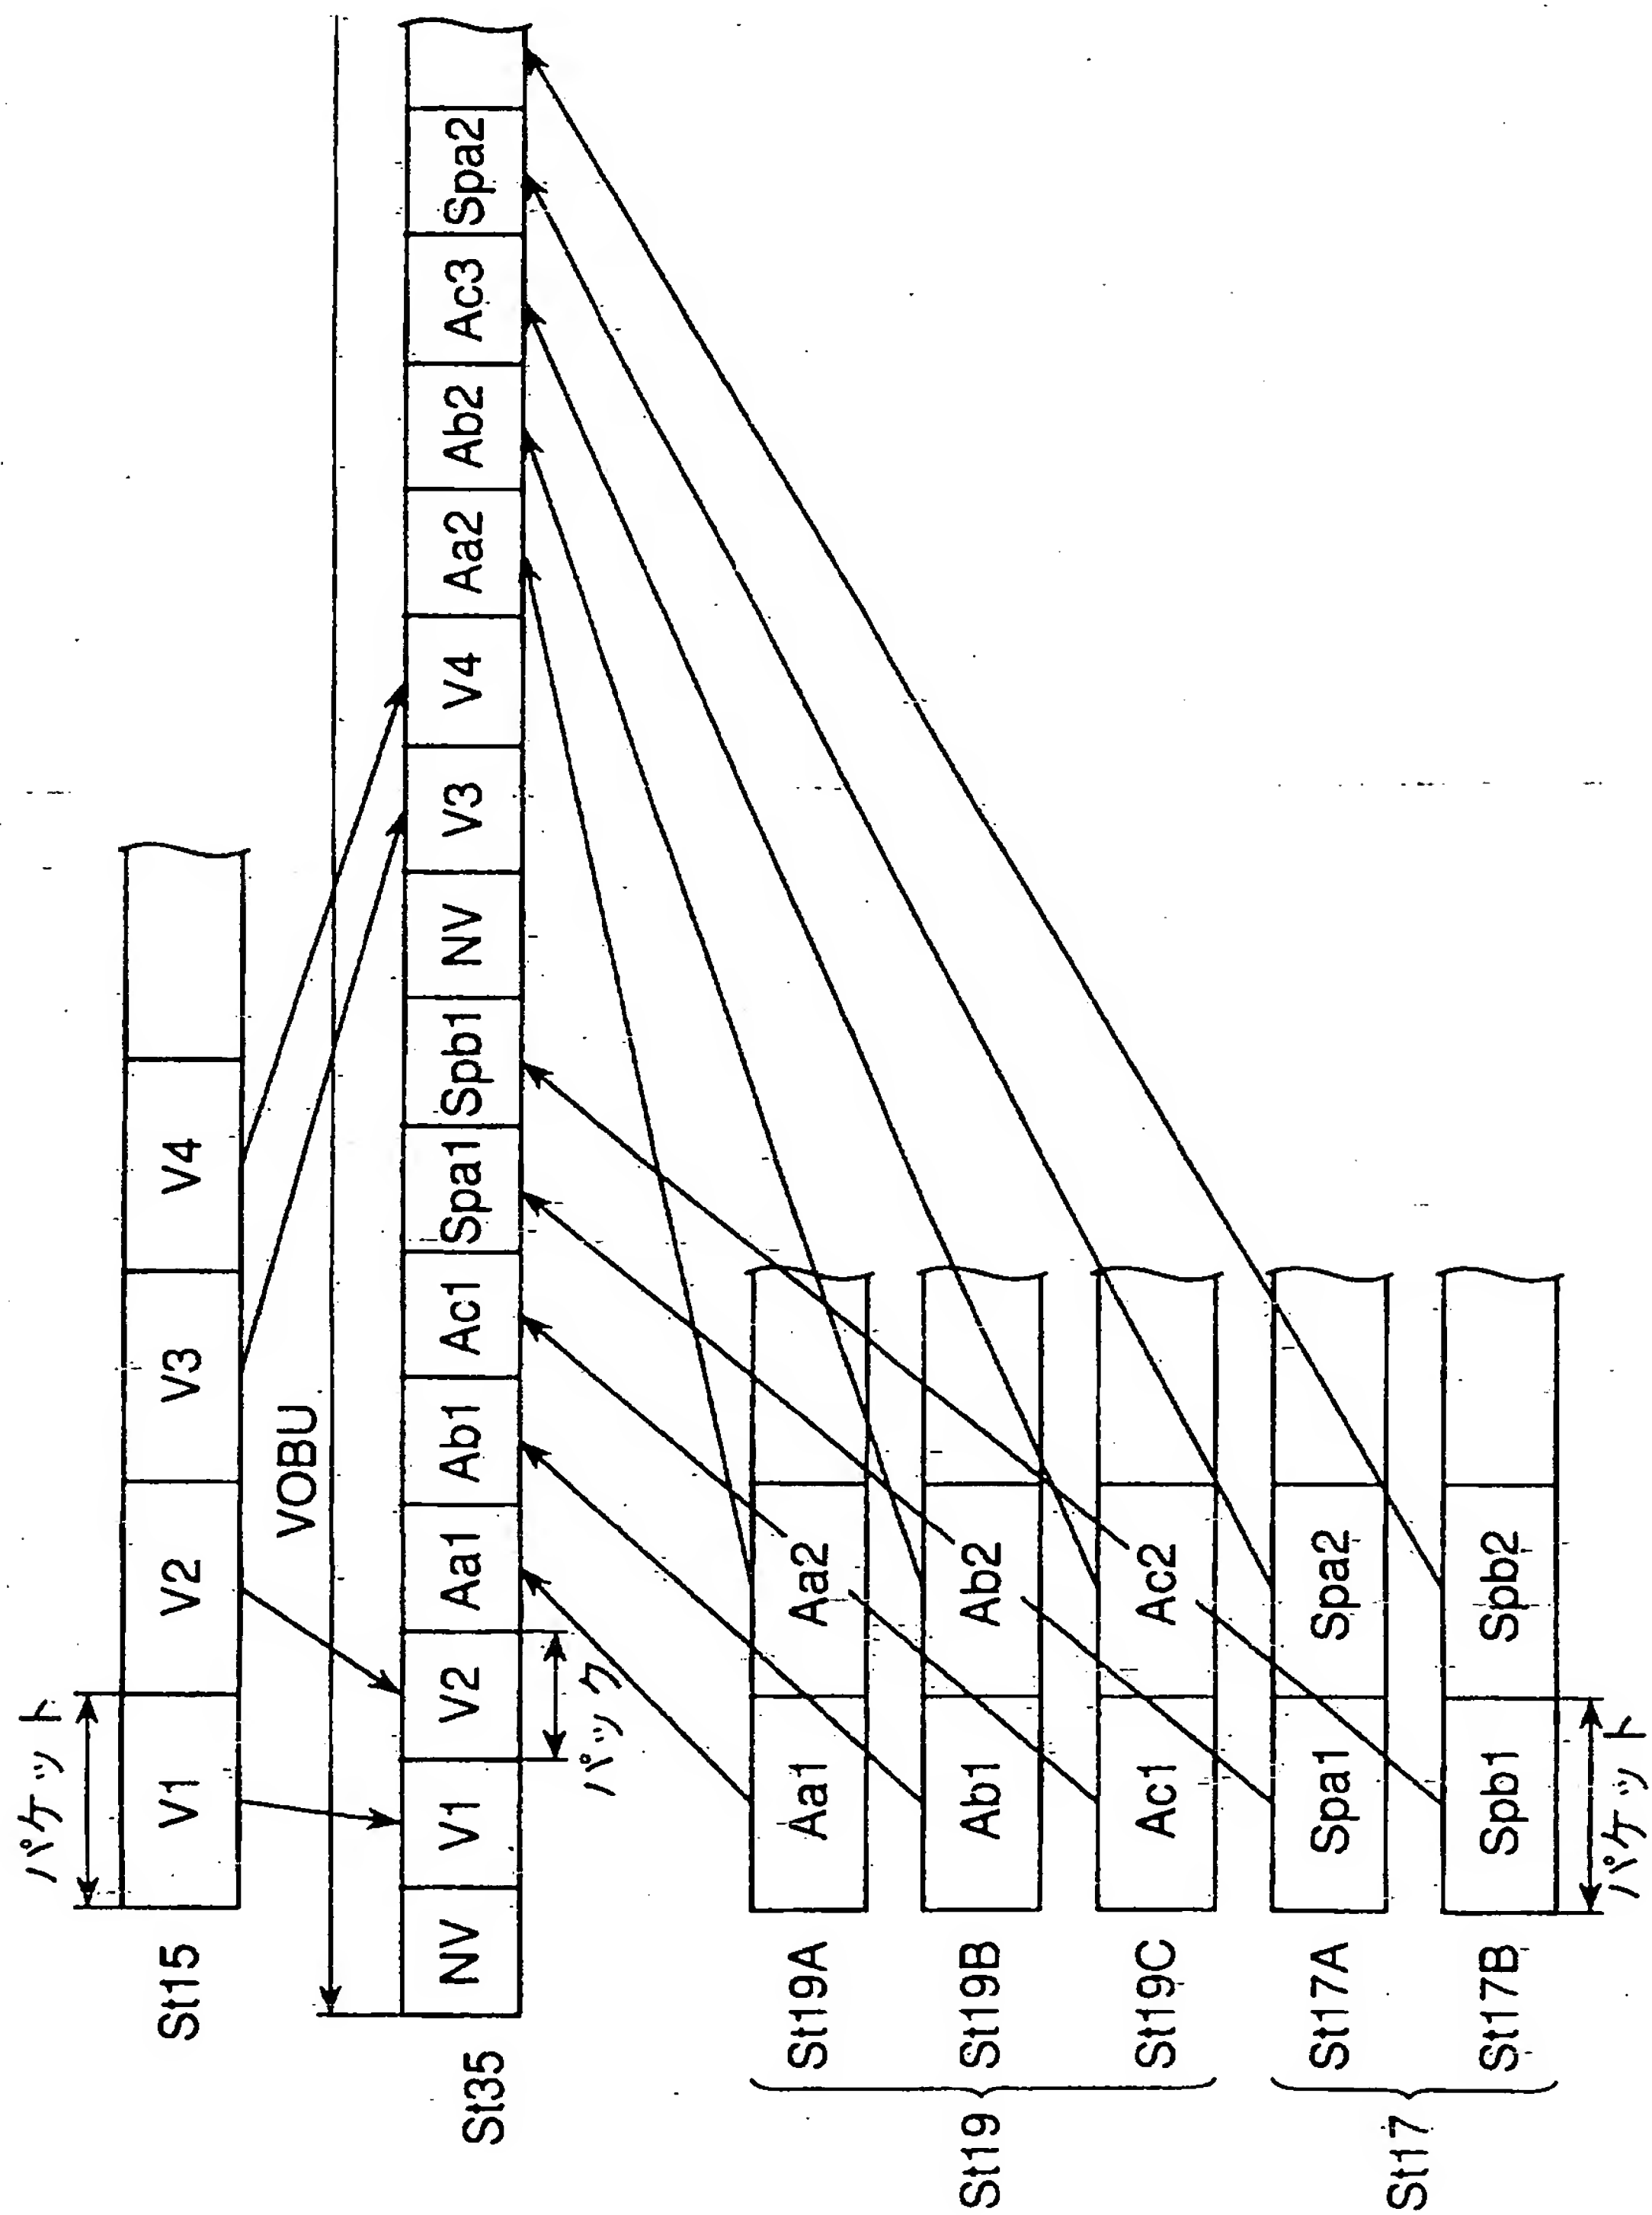 パケット
St15
V1
V2
V3
V4
VOBU
St35
NV
V1
V2
Aa1
Ab1
Ac1
Spa1
Spb1
NV
V3
V4
Aa2
Ab2
Ac3
Spa2
パック
St19
St19A
Aa1
Aa2
St19B
Ab1
Ab2
St19C
Ac1
Ac2
St17
St17A
Spa1
Spa2
St17B
Spb1
Spb2
パケット